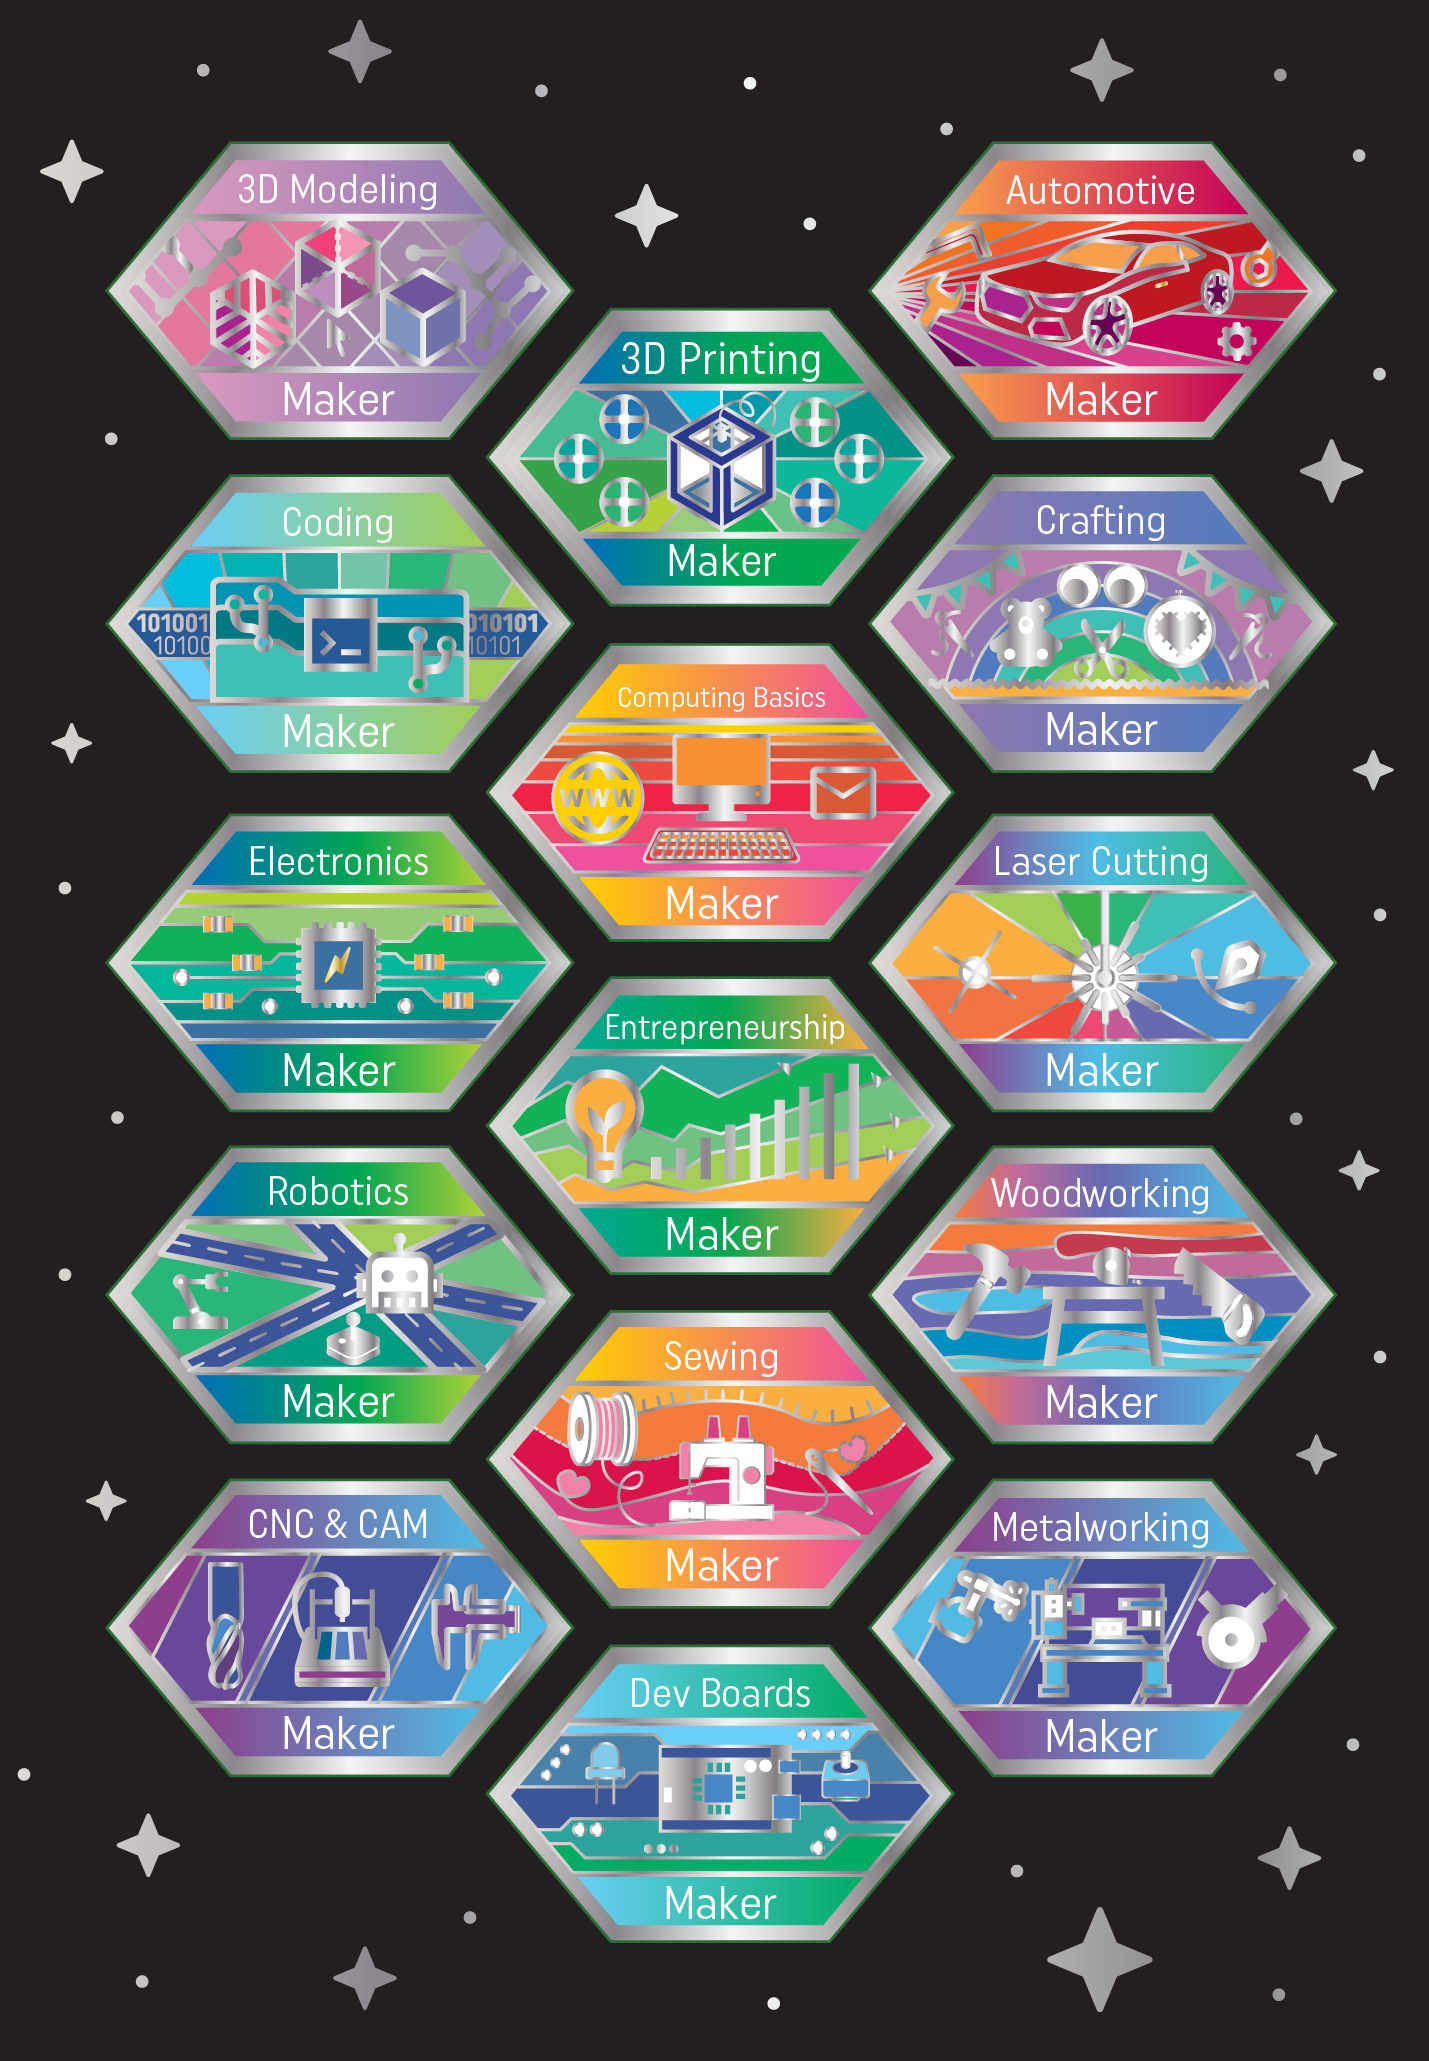 3D Modeling
Maker
Automotive
Maker
3D Printing
Maker
Coding
101001
10100
010101
10101
Maker
Crafting
Maker
Computing Basics
WWW
Maker
Electronics
Maker
Laser Cutting
Maker
Entrepreneurship
Maker
Robotics
Maker
Woodworking
Maker
Sewing
Maker
CNC & CAM
Maker
Metalworking
Maker
Dev Boards
Maker